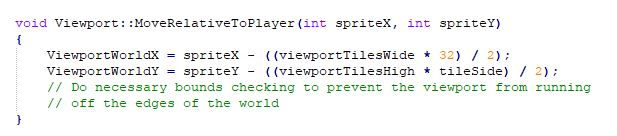 void Viewport::MoveRelativeToPlayer(int spriteX, int spriteY)
{
    ViewportWorldX = spriteX - ((viewportTilesWide * 32) / 2);
    ViewportWorldY = spriteY - ((viewportTilesHigh * tileSide) / 2);
    // Do necessary bounds checking to prevent the viewport from running
    // off the edges of the world
}